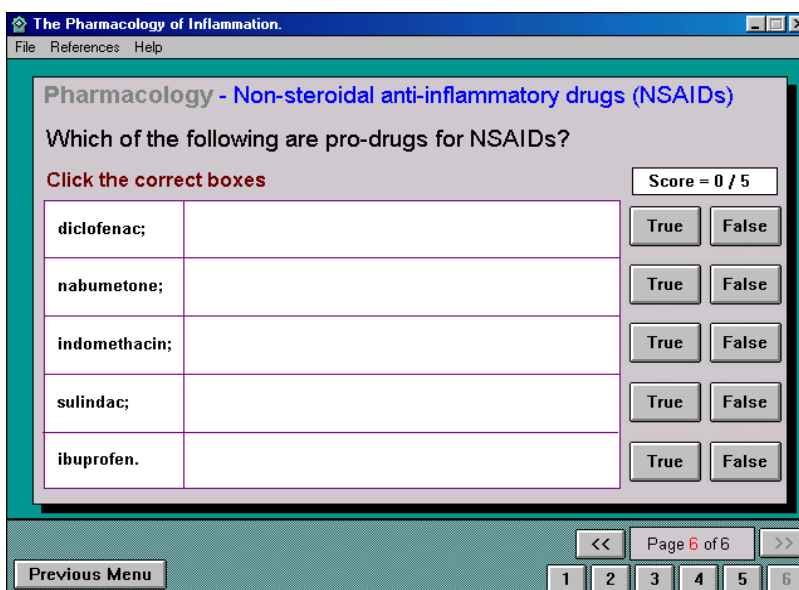 The Pharmacology of Inflammation.
File References Help
Pharmacology - Non-steroidal anti-inflammatory drugs (NSAIDs)
Which of the following are pro-drugs for NSAIDs?
Click the correct boxes
Score = 0 / 5
diclofenac; True False
nabumetone; True False
indomethacin; True False
sulindac; True False
ibuprofen. True False
<< Page 6 of 6 >>
Previous Menu 1 2 3 4 5 6